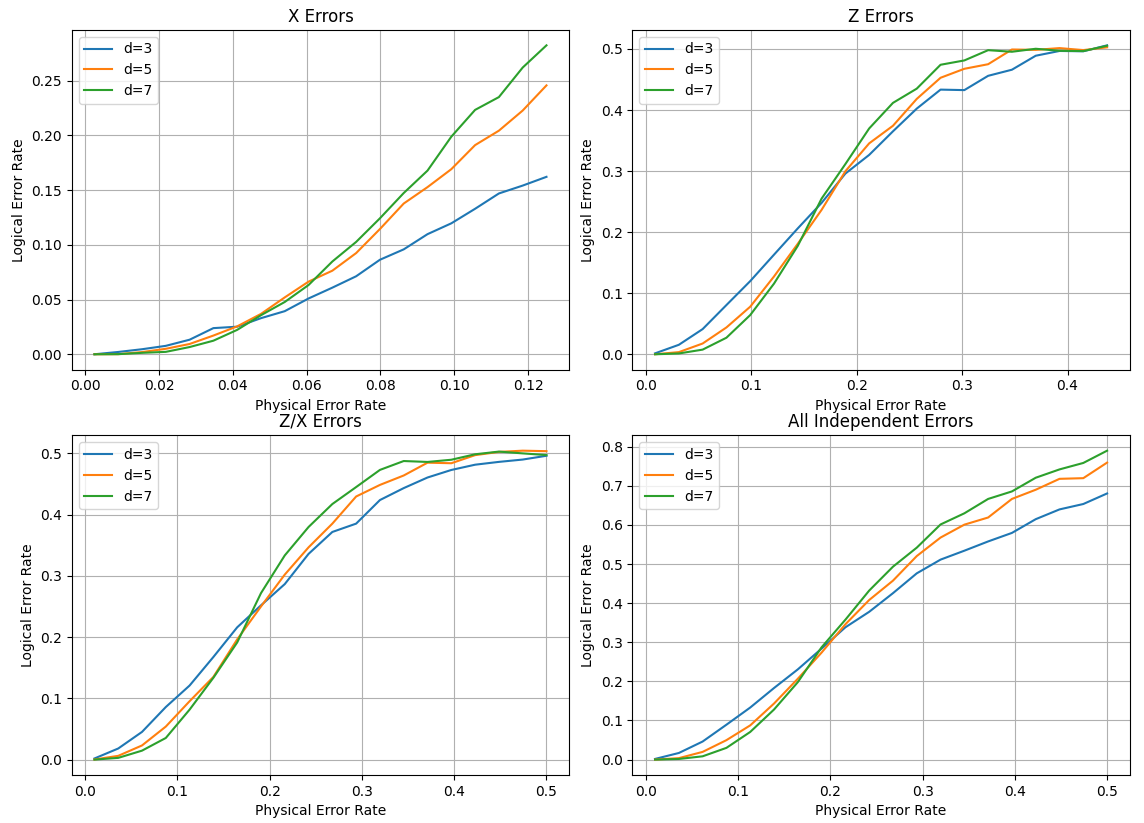 X Errors
d=3
d=5
d=7
0.25
0.20
0.15
0.10
0.05
0.00
Logical Error Rate
0.00 0.02 0.04 0.06 0.08 0.10 0.12
Physical Error Rate
Z Errors
d=3
d=5
d=7
0.5
0.4
0.3
0.2
0.1
0.0
Logical Error Rate
0.0 0.1 0.2 0.3 0.4
Physical Error Rate
Z/X Errors
d=3
d=5
d=7
0.5
0.4
0.3
0.2
0.1
0.0
Logical Error Rate
0.0 0.1 0.2 0.3 0.4 0.5
Physical Error Rate
All Independent Errors
d=3
d=5
d=7
0.8
0.7
0.6
0.5
0.4
0.3
0.2
0.1
0.0
Logical Error Rate
0.0 0.1 0.2 0.3 0.4 0.5
Physical Error Rate